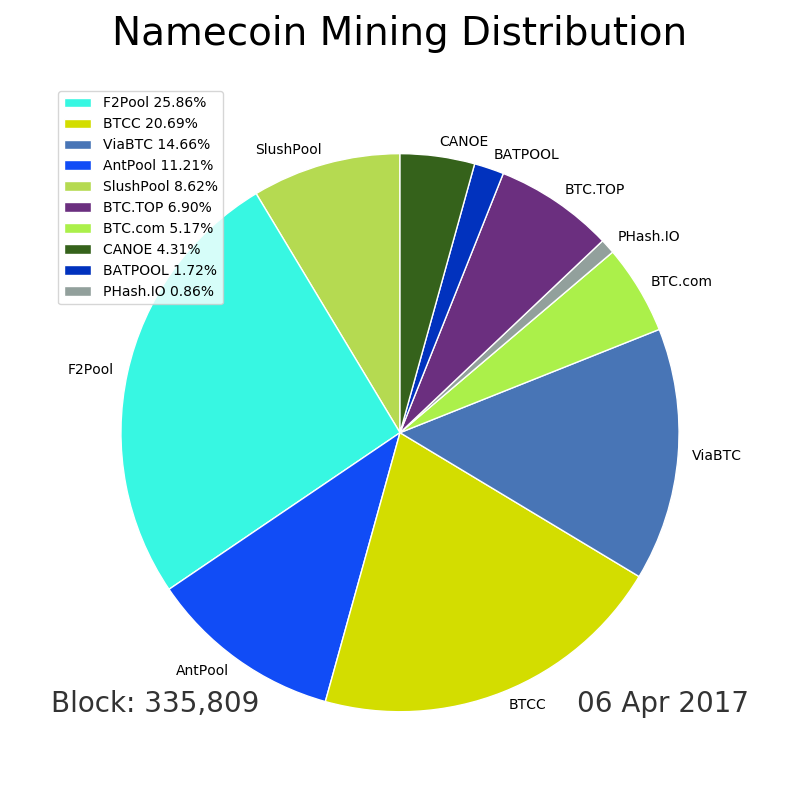 Namecoin Mining Distribution
F2Pool 25.86%
BTCC 20.69%
ViaBTC 14.66%
AntPool 11.21%
SlushPool 8.62%
BTC.TOP 6.90%
BTC.com 5.17%
CANOE 4.31%
BATPOOL 1.72%
PHash.IO 0.86%
CANOE
SlushPool
BATPOOL
BTC.TOP
PHash.IO
BTC.com
F2Pool
ViaBTC
AntPool
BTCC
Block: 335,809
06 Apr 2017